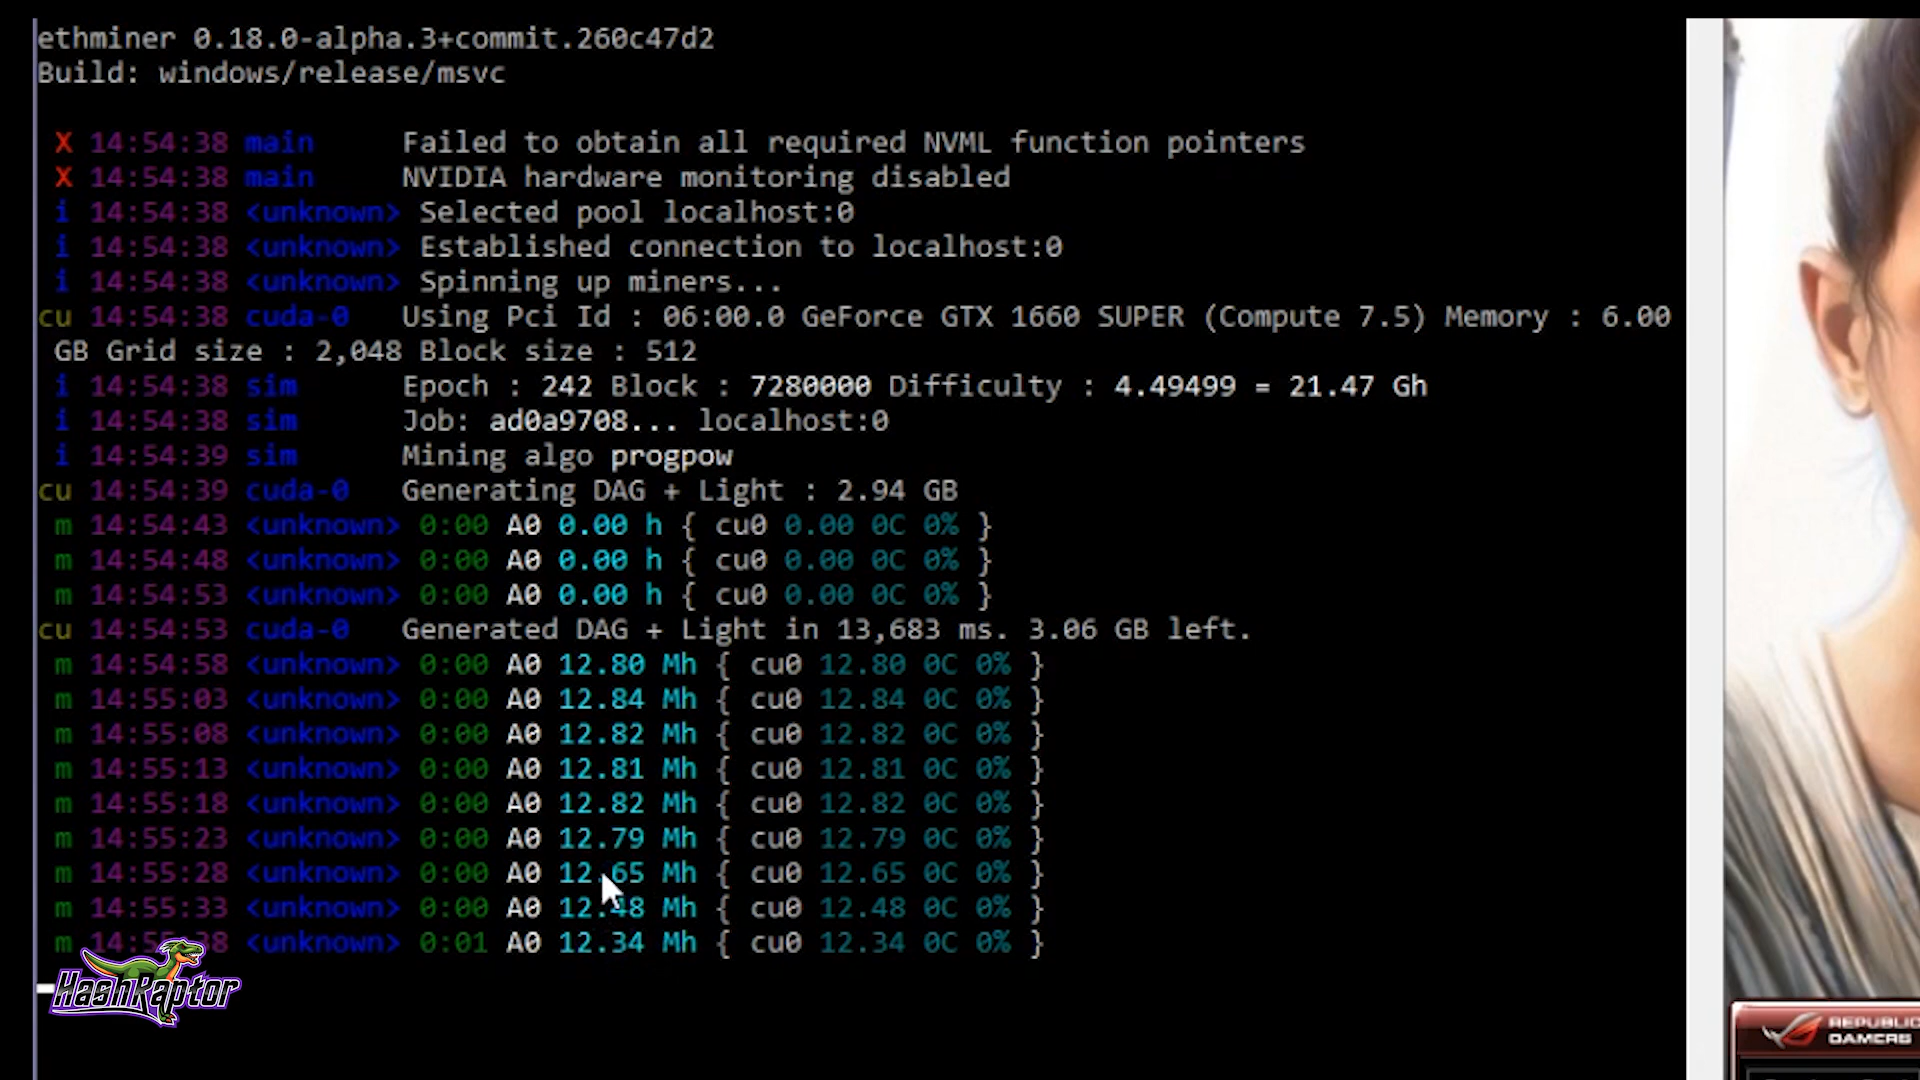 ethminer 0.18.0-alpha.3+commit.260c47d2
Build: windows/release/msvc
X 14:54:38 main Failed to obtain all required NVML function pointers
X 14:54:38 main NVIDIA hardware monitoring disabled
i 14:54:38 <unknown> Selected pool localhost:0
i 14:54:38 <unknown> Established connection to localhost:0
i 14:54:38 <unknown> Spinning up miners...
cu 14:54:38 cuda-0 Using Pci Id : 06:00.0 GeForce GTX 1660 SUPER (Compute 7.5) Memory : 6.00
GB Grid size : 2,048 Block size : 512
i 14:54:38 sim Epoch : 242 Block : 7280000 Difficulty : 4.49499 = 21.47 Gh
i 14:54:38 sim Job: ad0a9708... localhost:0
i 14:54:39 sim Mining algo progpow
cu 14:54:39 cuda-0 Generating DAG + Light : 2.94 GB
m 14:54:43 <unknown> 0:00 A0 0.00 h { cu0 0.00 0C 0% }
m 14:54:48 <unknown> 0:00 A0 0.00 h { cu0 0.00 0C 0% }
m 14:54:53 <unknown> 0:00 A0 0.00 h { cu0 0.00 0C 0% }
cu 14:54:53 cuda-0 Generated DAG + Light in 13,683 ms. 3.06 GB left.
m 14:54:58 <unknown> 0:00 A0 12.80 Mh { cu0 12.80 0C 0% }
m 14:55:03 <unknown> 0:00 A0 12.84 Mh { cu0 12.84 0C 0% }
m 14:55:08 <unknown> 0:00 A0 12.82 Mh { cu0 12.82 0C 0% }
m 14:55:13 <unknown> 0:00 A0 12.81 Mh { cu0 12.81 0C 0% }
m 14:55:18 <unknown> 0:00 A0 12.82 Mh { cu0 12.82 0C 0% }
m 14:55:23 <unknown> 0:00 A0 12.79 Mh { cu0 12.79 0C 0% }
m 14:55:28 <unknown> 0:00 A0 12.65 Mh { cu0 12.65 0C 0% }
m 14:55:33 <unknown> 0:00 A0 12.48 Mh { cu0 12.48 0C 0% }
m 14:55:38 <unknown> 0:01 A0 12.34 Mh { cu0 12.34 0C 0% }
HashRaptor
REPUBLIC
GAMERS